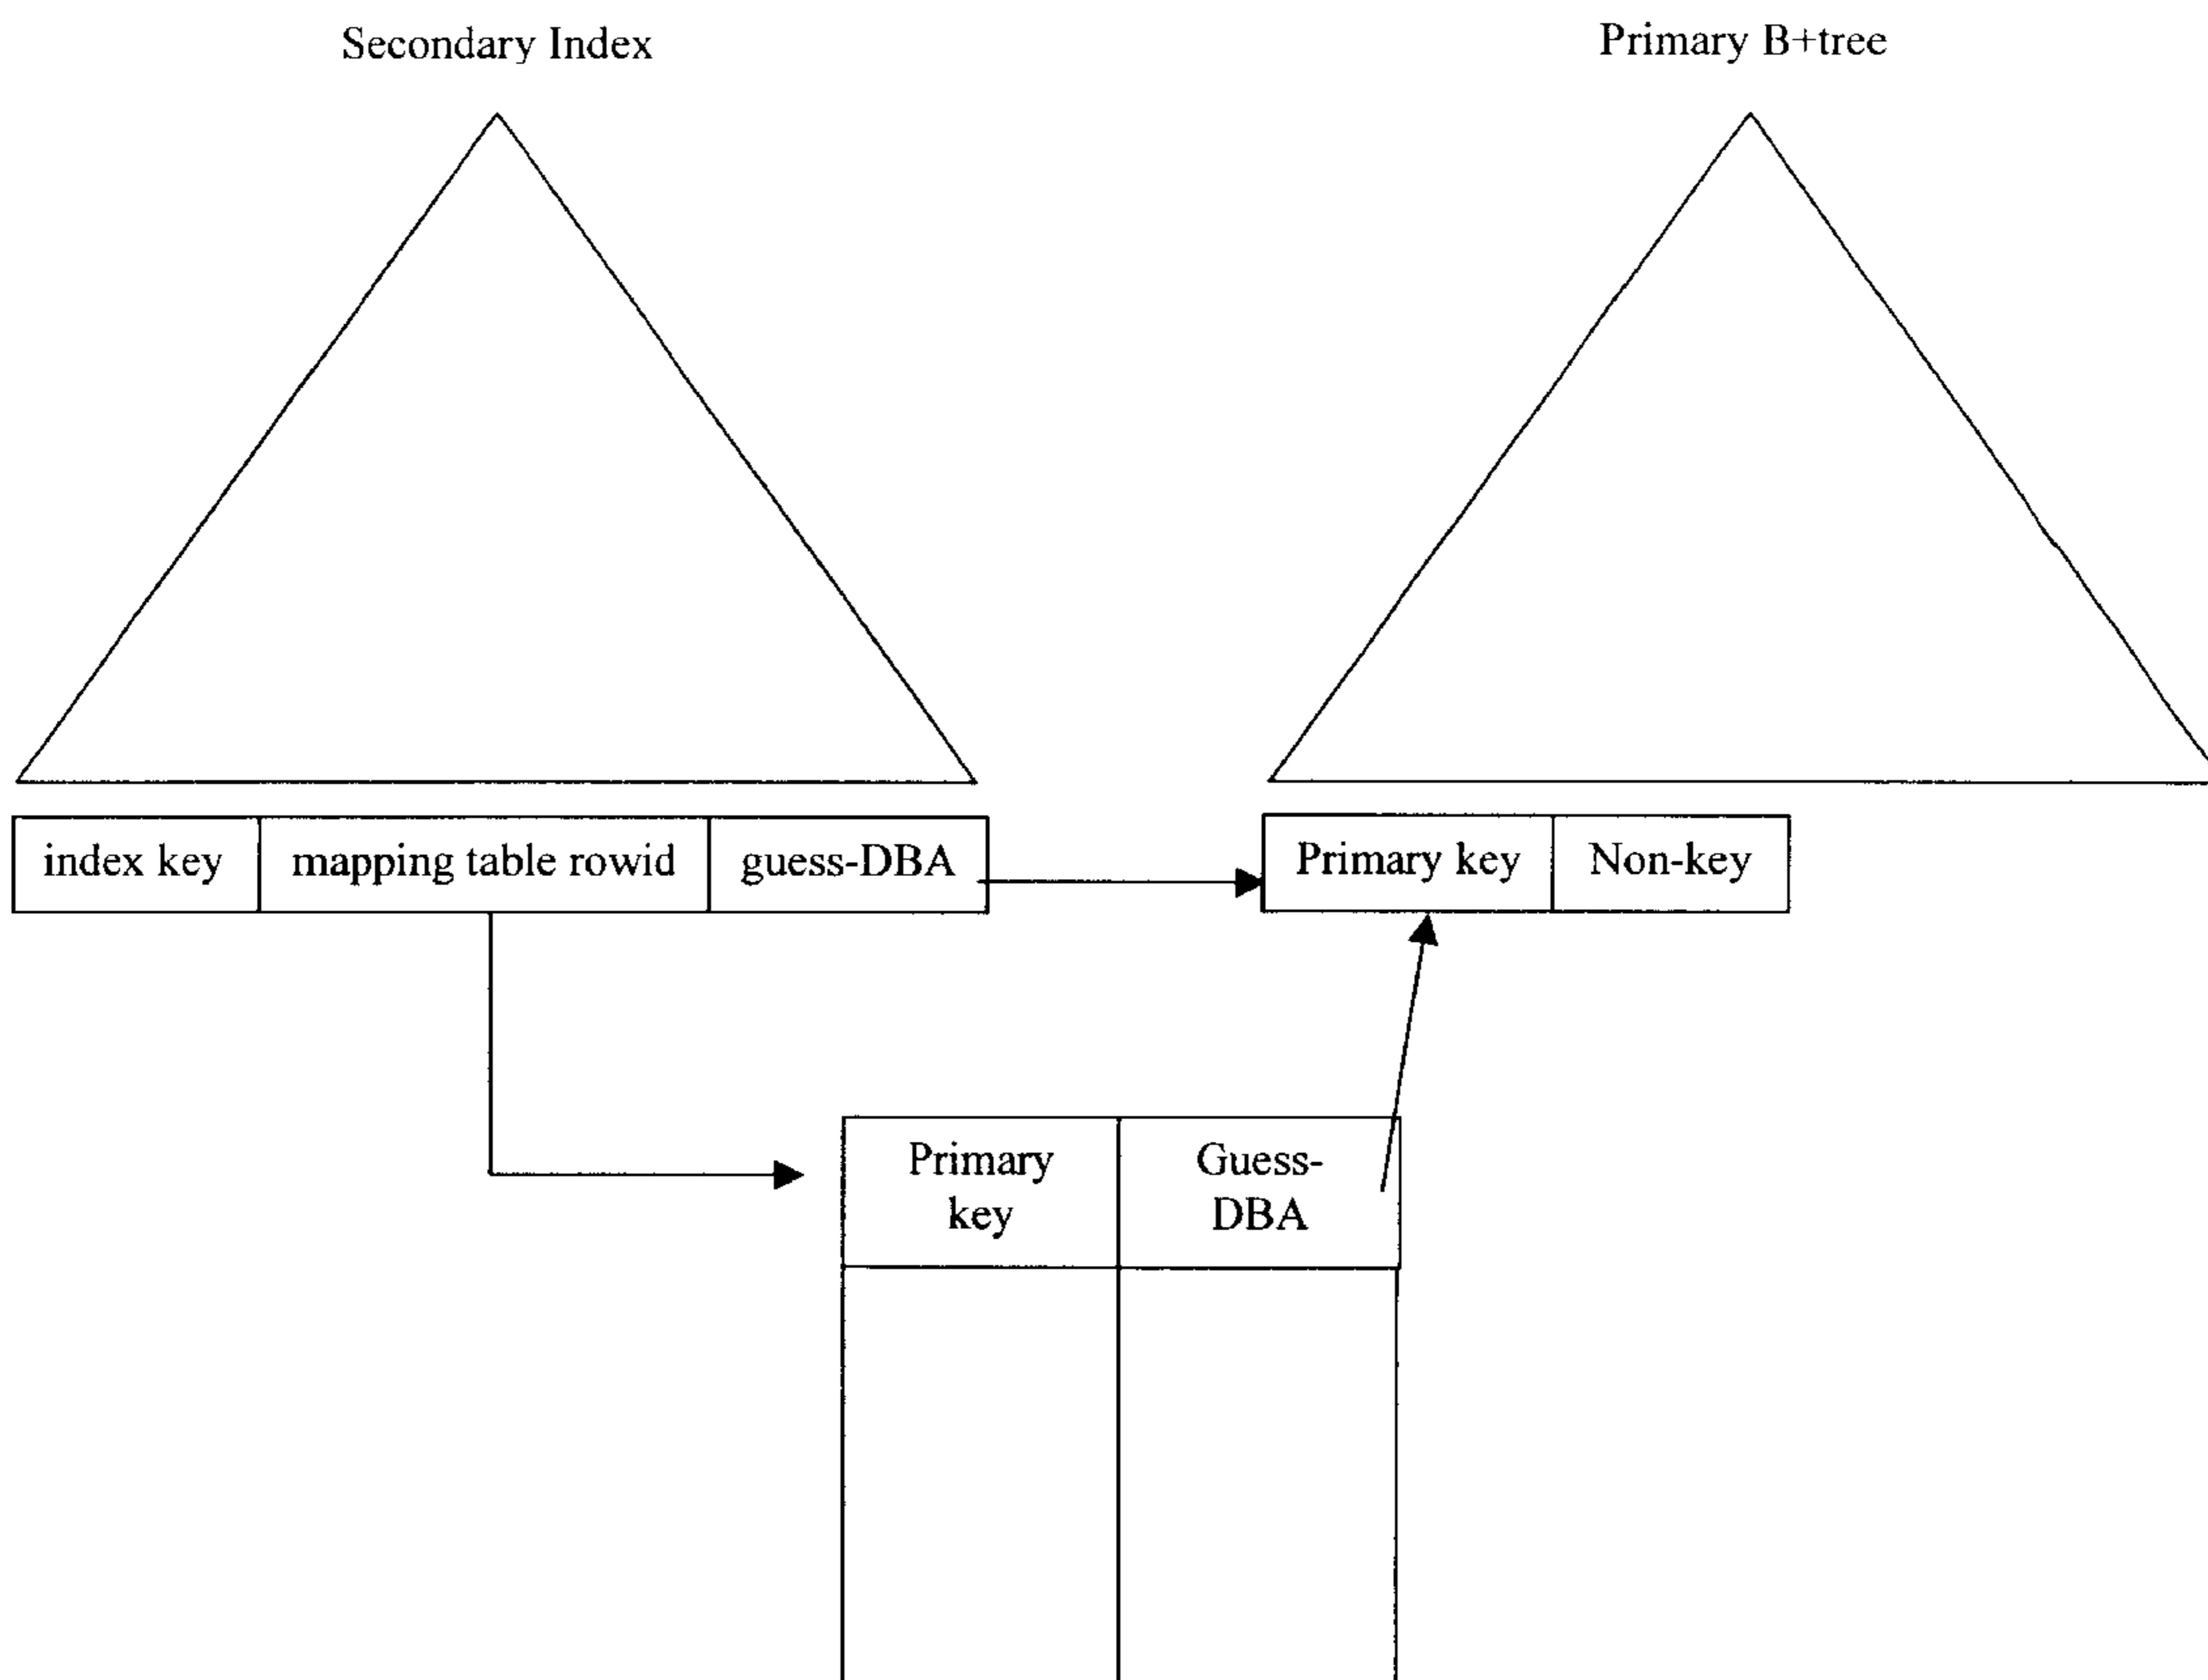 Secondary Index
Primary B+tree
index key
mapping table rowid
guess-DBA
Primary key
Non-key
Primary
key
Guess-
DBA